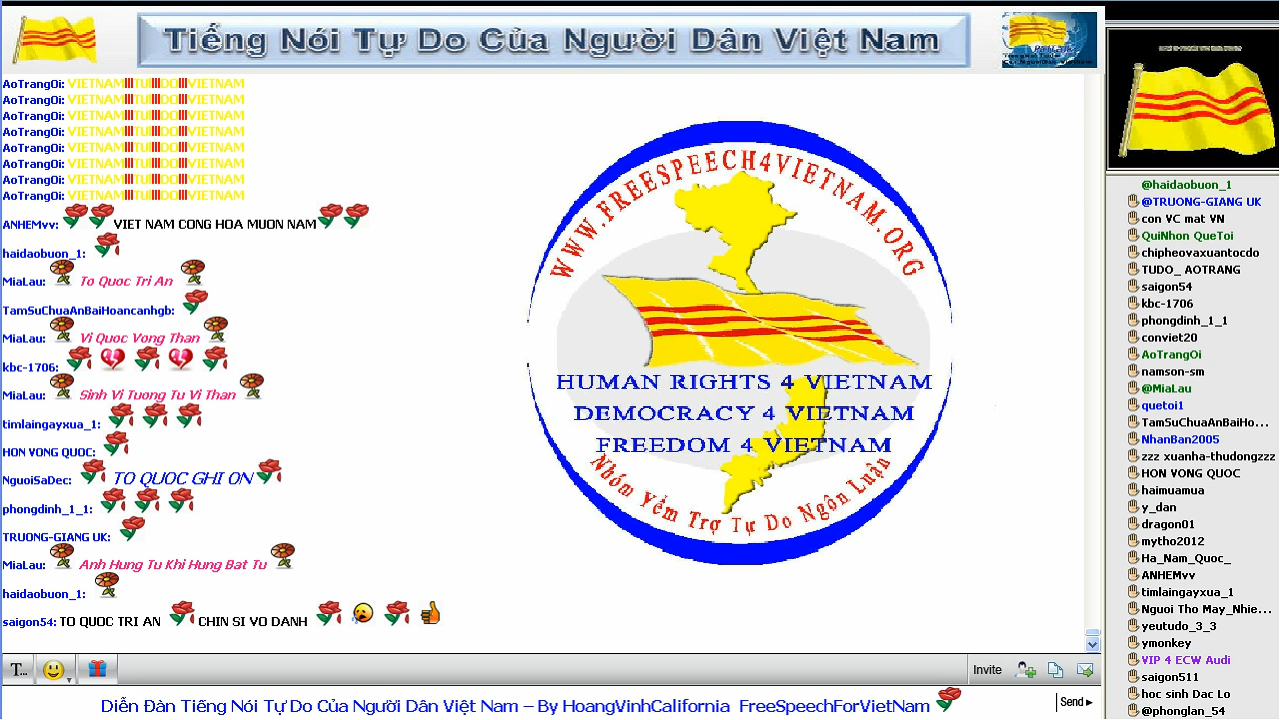 Tiếng Nói Tự Do Của Người Dân Việt Nam
AoTrangOi: VIETNAM|||TU|||DO|||VIETNAM
AoTrangOi: VIETNAM|||TU|||DO|||VIETNAM
AoTrangOi: VIETNAM|||TU|||DO|||VIETNAM
AoTrangOi: VIETNAM|||TU|||DO|||VIETNAM
AoTrangOi: VIETNAM|||TU|||DO|||VIETNAM
AoTrangOi: VIETNAM|||TU|||DO|||VIETNAM
AoTrangOi: VIETNAM|||TU|||DO|||VIETNAM
AoTrangOi: VIETNAM|||TU|||DO|||VIETNAM
ANHEMvv: VIET NAM CONG HOA MUON NAM
haidaobuon_1:
MiaLau: To Quoc Tri An
TamSuChuaAnBaiHoancanhgb:
MiaLau: Vi Quoc Vong Than
kbc-1706:
MiaLau: Sinh Vi Tuong Tu Vi Than
timlaingayxua_1:
HON VONG QUOC:
NguoiSaDec: TO QUOC GHI ON
phongdinh_1_1:
TRUONG-GIANG UK:
MiaLau: Anh Hung Tu Khi Hung Bat Tu
haidaobuon_1:
saigon54: TO QUOC TRI AN CHIN SI VO DANH
WWW.FREESPEECH4VIETNAM.ORG
HUMAN RIGHTS 4 VIETNAM
DEMOCRACY 4 VIETNAM
FREEDOM 4 VIETNAM
Nhóm Yểm Trợ Tự Do Ngôn Luận
@haidaobuon_1
@TRUONG-GIANG UK
con VC mat VN
QuiNhon QueToi
chipheovaxuantocdo
TUDO_ AOTRANG
saigon54
kbc-1706
phongdinh_1_1
conviet20
AoTrangOi
namson-sm
@MiaLau
quetoi1
TamSuChuaAnBaiHo...
NhanBan2005
zzz xuanha-thudongzzz
HON VONG QUOC
haimuamua
y_dan
dragon01
mytho2012
Ha_Nam_Quoc_
ANHEMvv
timlaingayxua_1
Nguoi Tho May_Nhie...
yeutudo_3_3
ymonkey
VIP 4 ECW Audi
saigon511
hoc sinh Dac Lo
@phonglan_54
T...
Invite
Diễn Đàn Tiếng Nói Tự Do Của Người Dân Việt Nam – By HoangVinhCalifornia FreeSpeechForVietNam
Send